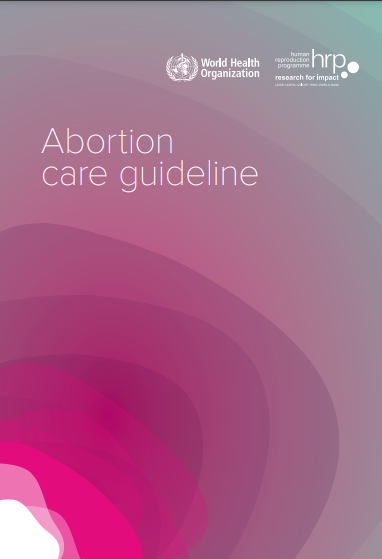 World Health
Organization
human
reproduction
programme
hrp
research for impact
Abortion
care guideline